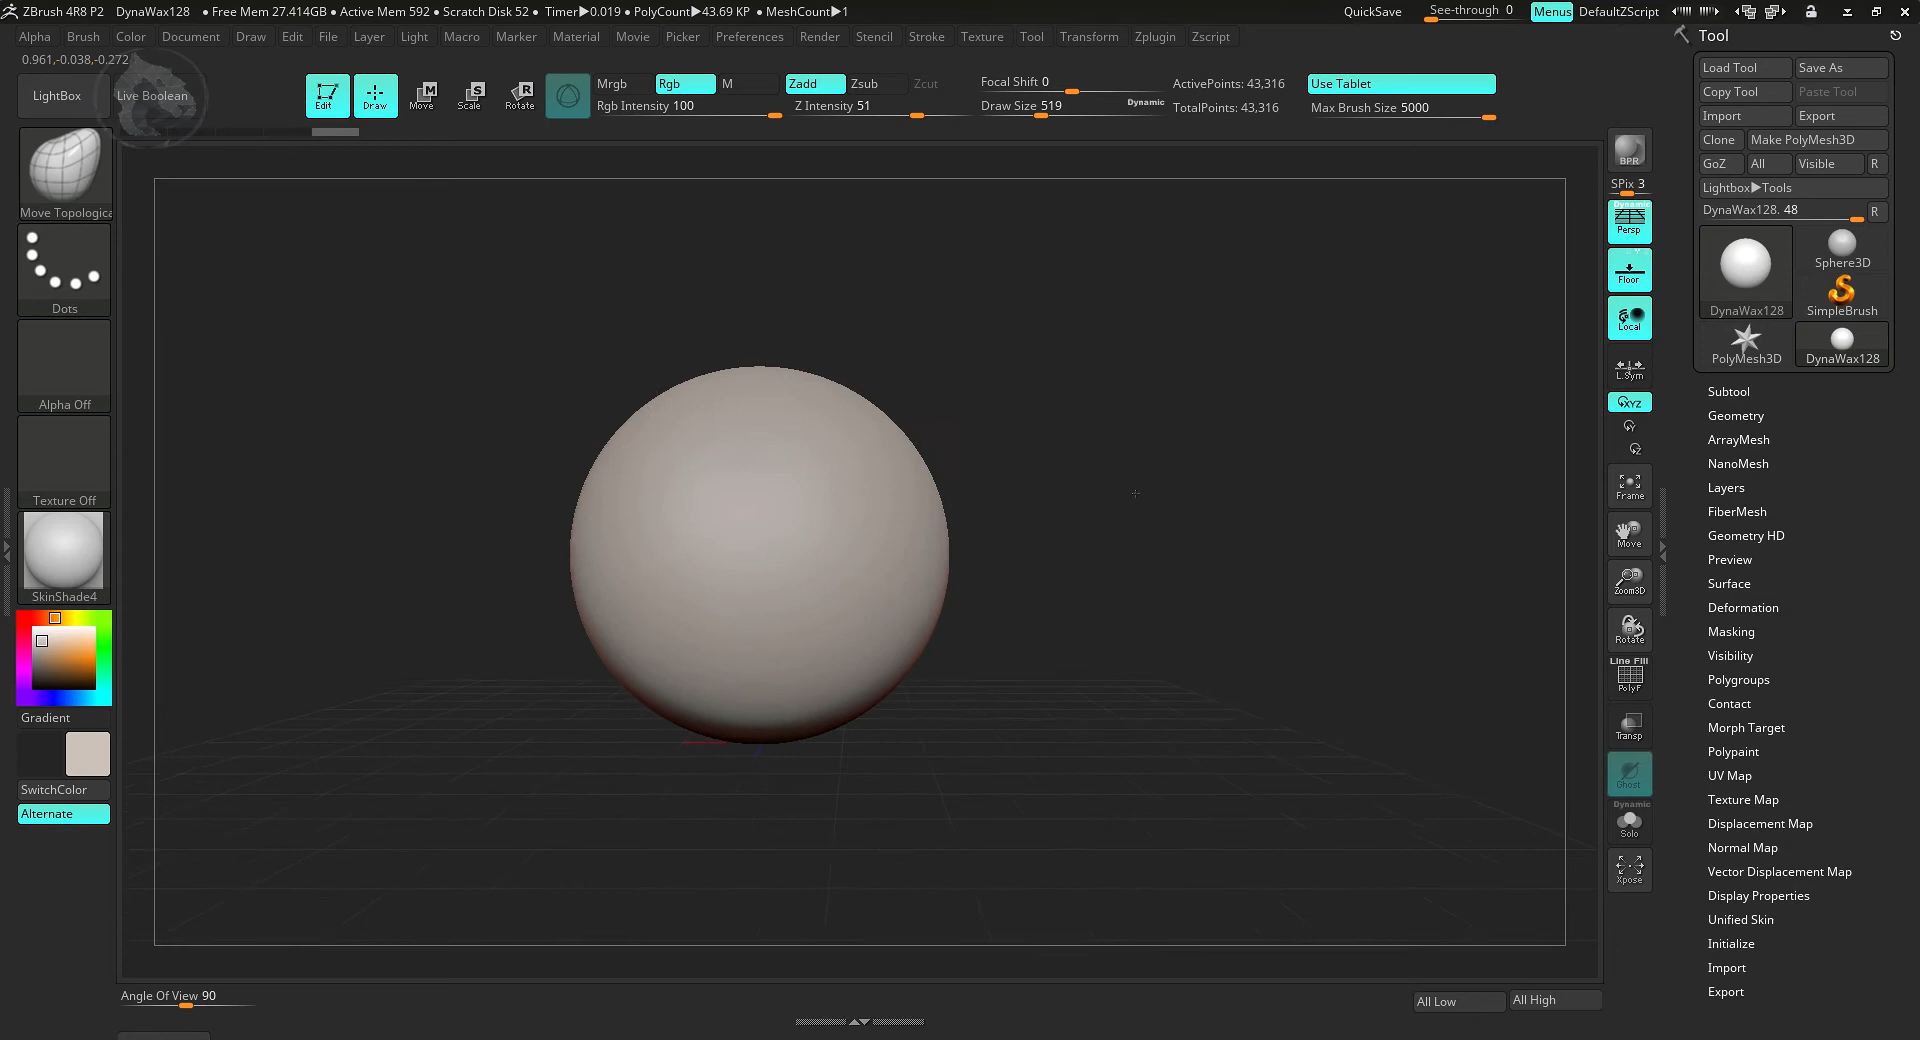 ZBrush 4R8 P2 DynaWax128 • Free Mem 27.414GB • Active Mem 592 • Scratch Disk 52 • Timer▶0.019 • PolyCount▶43.69 KP • MeshCount▶1 QuickSave See-through 0 Menus DefaultZScript
Alpha Brush Color Document Draw Edit File Layer Light Macro Marker Material Movie Picker Preferences Render Stencil Stroke Texture Tool Transform Zplugin Zscript
0.961,-0.038,-0.272
LightBox
Live Boolean
Edit
Draw
Move
Scale
Rotate
Mrgb Rgb M
Rgb Intensity 100
Zadd Zsub Zcut
Z Intensity 51
Focal Shift 0
Draw Size 519
Dynamic
ActivePoints: 43,316
TotalPoints: 43,316
Use Tablet
Max Brush Size 5000
Move Topologica
Dots
Alpha Off
Texture Off
SkinShade4
Gradient
SwitchColor
Alternate
Angle Of View 90
All Low
All High
BPR
SPix 3
Dynamic
Persp
Floor
Local
L.Sym
XYZ
Y
Z
Frame
Move
Zoom3D
Rotate
Line Fill
PolyF
Transp
Ghost
Dynamic
Solo
Xpose
Tool
Load Tool Save As
Copy Tool Paste Tool
Import Export
Clone Make PolyMesh3D
GoZ All Visible R
Lightbox▶Tools
DynaWax128. 48 R
DynaWax128
Sphere3D
SimpleBrush
PolyMesh3D
DynaWax128
Subtool
Geometry
ArrayMesh
NanoMesh
Layers
FiberMesh
Geometry HD
Preview
Surface
Deformation
Masking
Visibility
Polygroups
Contact
Morph Target
Polypaint
UV Map
Texture Map
Displacement Map
Normal Map
Vector Displacement Map
Display Properties
Unified Skin
Initialize
Import
Export